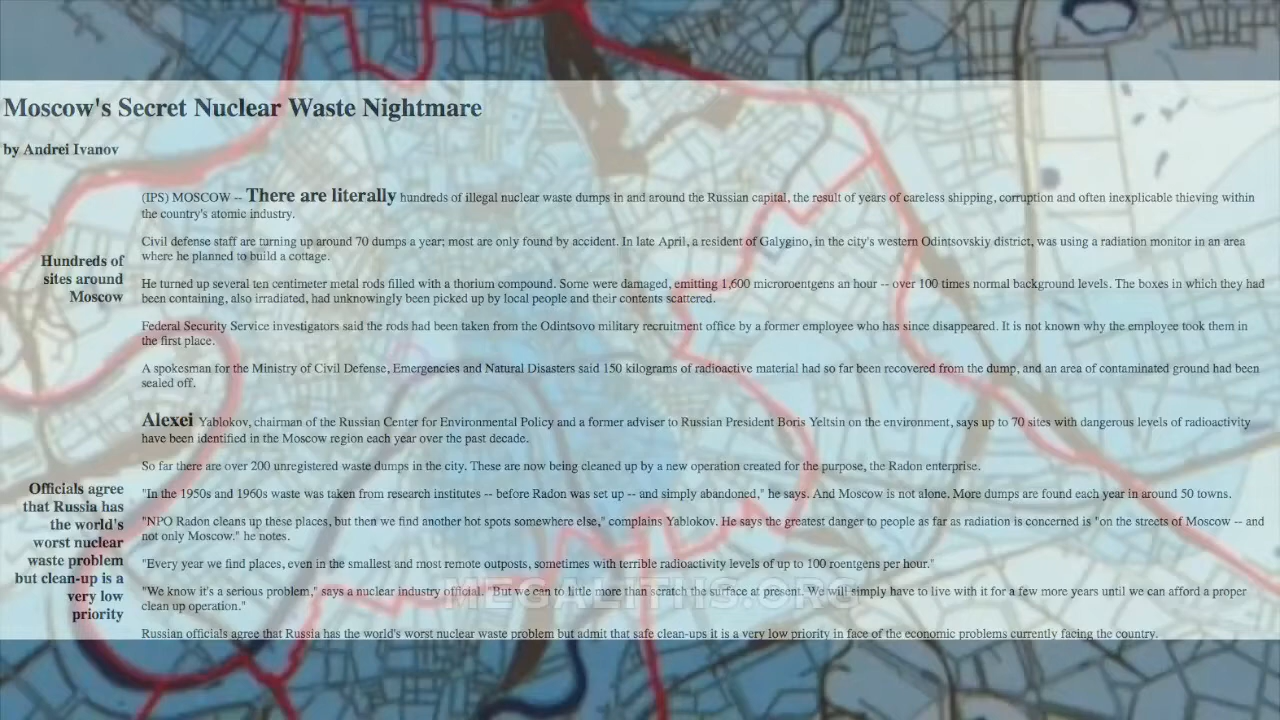 Moscow's Secret Nuclear Waste Nightmare
by Andrei Ivanov
(IPS) MOSCOW -- There are literally hundreds of illegal nuclear waste dumps in and around the Russian capital, the result of years of careless shipping, corruption and often inexplicable thieving within
the country's atomic industry.
Hundreds of
sites around
Moscow
Civil defense staff are turning up around 70 dumps a year; most are only found by accident. In late April, a resident of Galygino, in the city's western Odintsovskiy district, was using a radiation monitor in an area
where he planned to build a cottage.
He turned up several ten centimeter metal rods filled with a thorium compound. Some were damaged, emitting 1,600 microroentgens an hour -- over 100 times normal background levels. The boxes in which they had
been containing, also irradiated, had unknowingly been picked up by local people and their contents scattered.
Federal Security Service investigators said the rods had been taken from the Odintsovo military recruitment office by a former employee who has since disappeared. It is not known why the employee took them in
the first place.
A spokesman for the Ministry of Civil Defense, Emergencies and Natural Disasters said 150 kilograms of radioactive material had so far been recovered from the dump, and an area of contaminated ground had been
sealed off.
Alexei Yablokov, chairman of the Russian Center for Environmental Policy and a former adviser to Russian President Boris Yeltsin on the environment, says up to 70 sites with dangerous levels of radioactivity
have been identified in the Moscow region each year over the past decade.
So far there are over 200 unregistered waste dumps in the city. These are now being cleaned up by a new operation created for the purpose, the Radon enterprise.
Officials agree
that Russia has
the world's
worst nuclear
waste problem
but clean-up is a
very low
priority
"In the 1950s and 1960s waste was taken from research institutes -- before Radon was set up -- and simply abandoned," he says. And Moscow is not alone. More dumps are found each year in around 50 towns.
"NPO Radon cleans up these places, but then we find another hot spots somewhere else," complains Yablokov. He says the greatest danger to people as far as radiation is concerned is "on the streets of Moscow -- and
not only Moscow." he notes.
"Every year we find places, even in the smallest and most remote outposts, sometimes with terrible radioactivity levels of up to 100 roentgens per hour."
"We know it's a serious problem," says a nuclear industry official. "But we can to little more than scratch the surface at present. We will simply have to live with it for a few more years until we can afford a proper
clean up operation."
MEGALITHS.ORG
Russian officials agree that Russia has the world's worst nuclear waste problem but admit that safe clean-ups it is a very low priority in face of the economic problems currently facing the country.